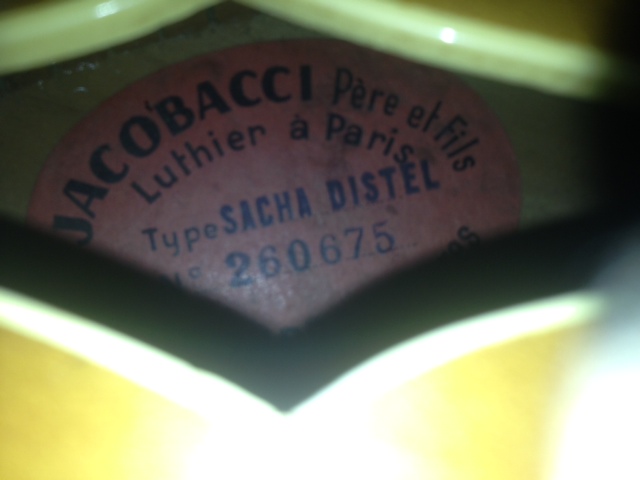 JACOBACCI Père et Fils
Luthier à Paris
Type SACHA DISTEL
260675